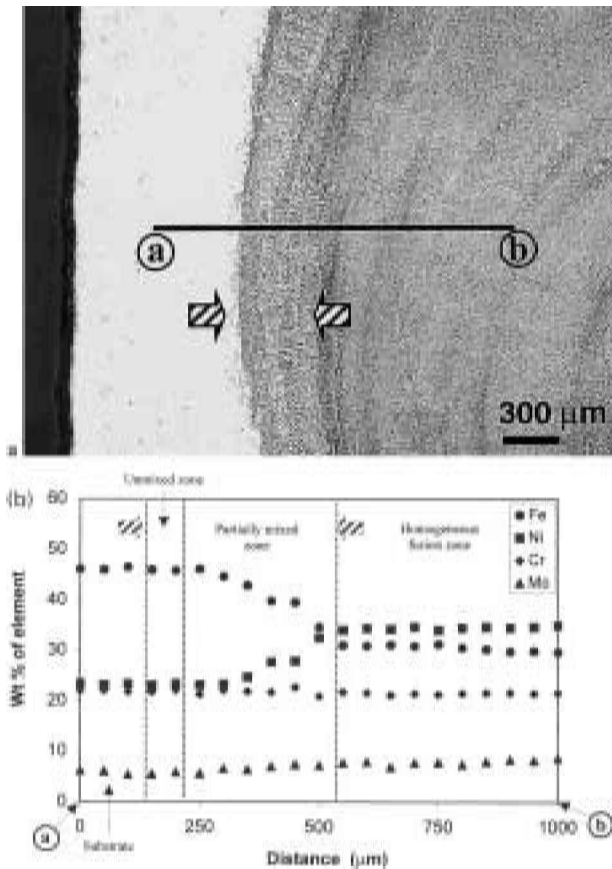 a
b
300 µm
Unmixed zone
(b)
60
50
40
30
20
10
0
Wt % of element
Partially mixed
zone
Homogeneous
fusion zone
Fe
Ni
Cr
Mo
a
0
250
500
750
1000
b
Substrate
Distance (µm)